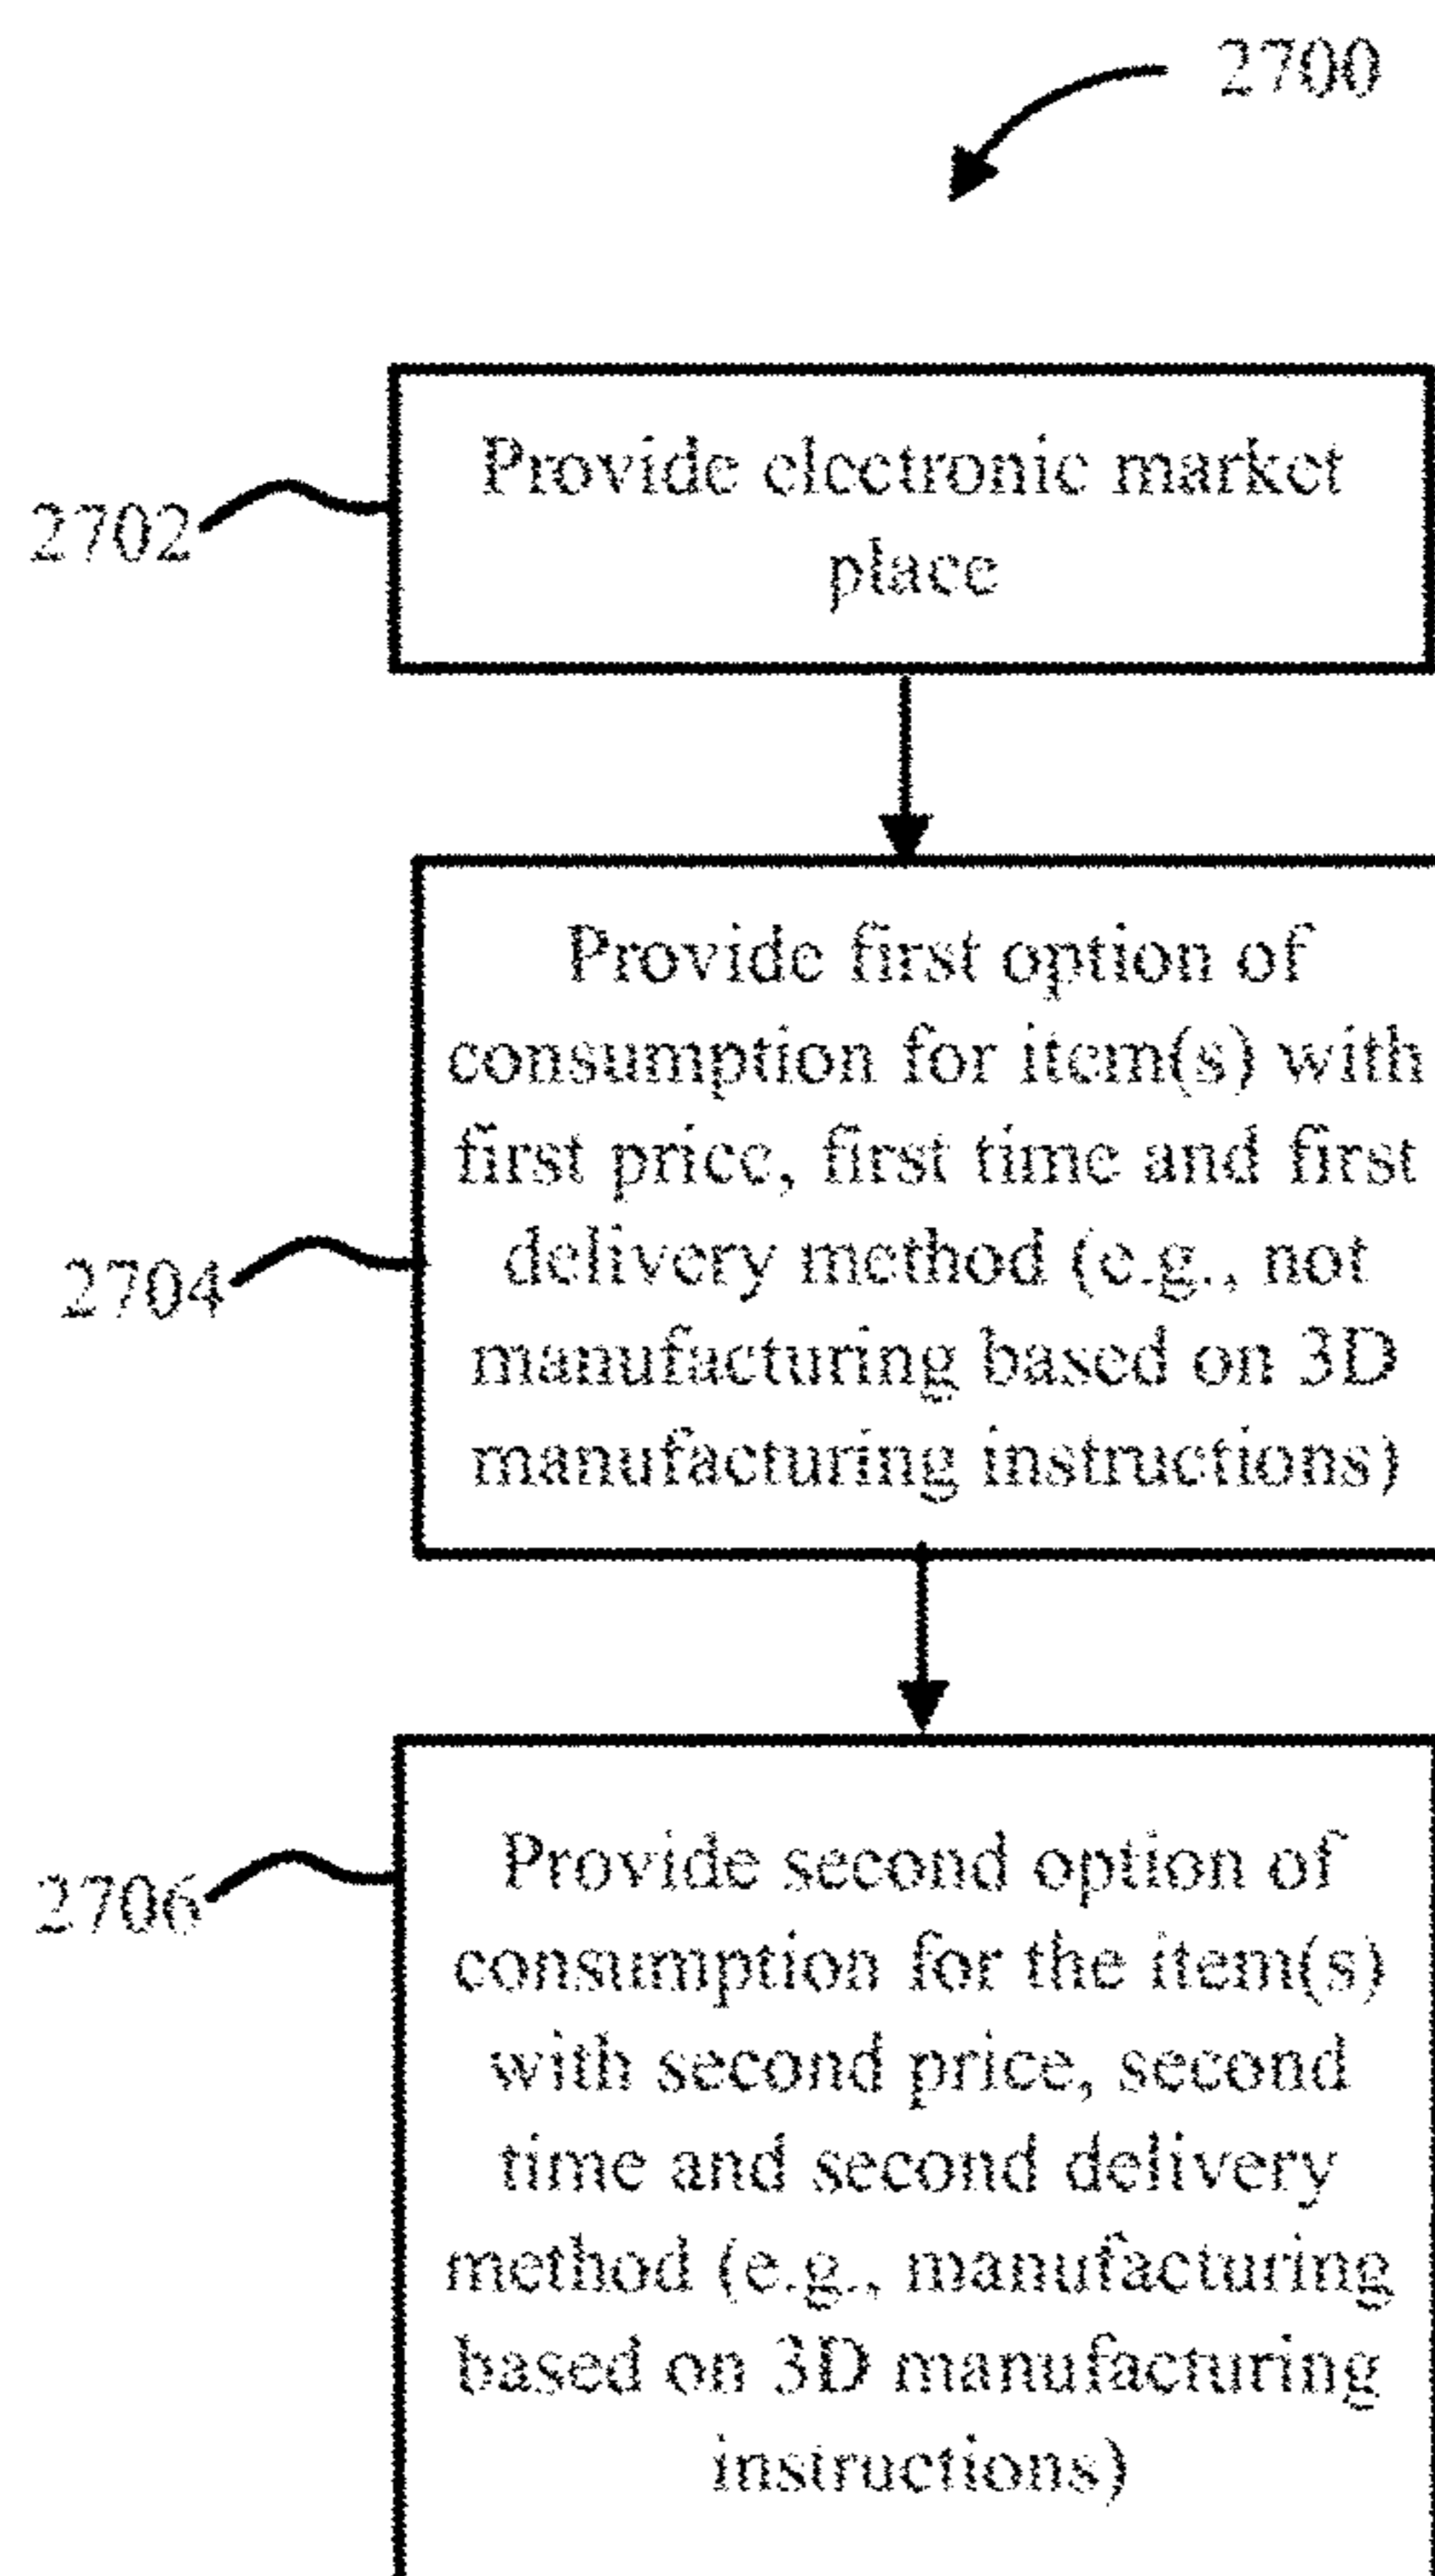 2700
Provide electronic market
place
2702
Provide first option of
consumption for item(s) with
first price, first time and first
delivery method (e.g., not
manufacturing based on 3D
manufacturing instructions)
2704
Provide second option of
consumption for the item(s)
with second price, second
time and second delivery
method (e.g., manufacturing
based on 3D manufacturing
instructions)
2706